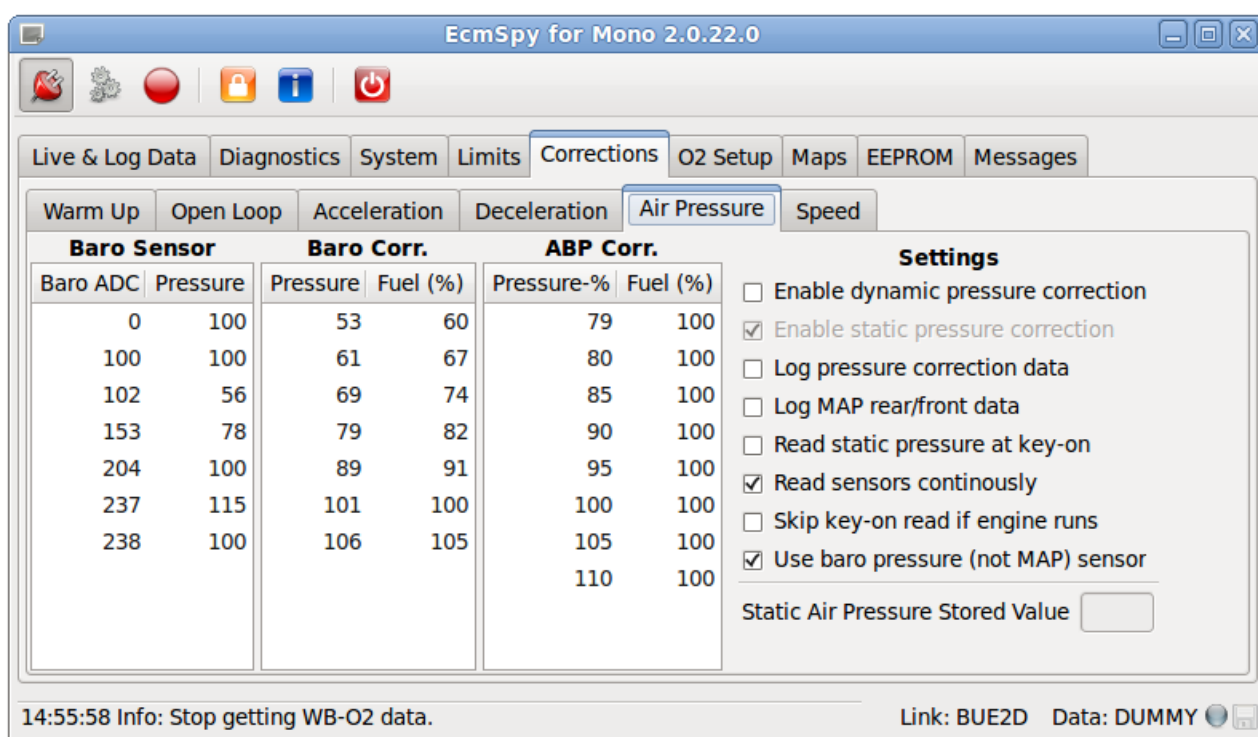 EcmSpy for Mono 2.0.22.0
Live & Log Data Diagnostics System Limits Corrections O2 Setup Maps EEPROM Messages
Warm Up Open Loop Acceleration Deceleration Air Pressure Speed
Baro Sensor
Baro ADC Pressure
0 100
100 100
102 56
153 78
204 100
237 115
238 100
Baro Corr.
Pressure Fuel (%)
53 60
61 67
69 74
79 82
89 91
101 100
106 105
ABP Corr.
Pressure-% Fuel (%)
79 100
80 100
85 100
90 100
95 100
100 100
105 100
110 100
Settings
Enable dynamic pressure correction
Enable static pressure correction
Log pressure correction data
Log MAP rear/front data
Read static pressure at key-on
Read sensors continously
Skip key-on read if engine runs
Use baro pressure (not MAP) sensor
Static Air Pressure Stored Value
14:55:58 Info: Stop getting WB-O2 data.
Link: BUE2D Data: DUMMY